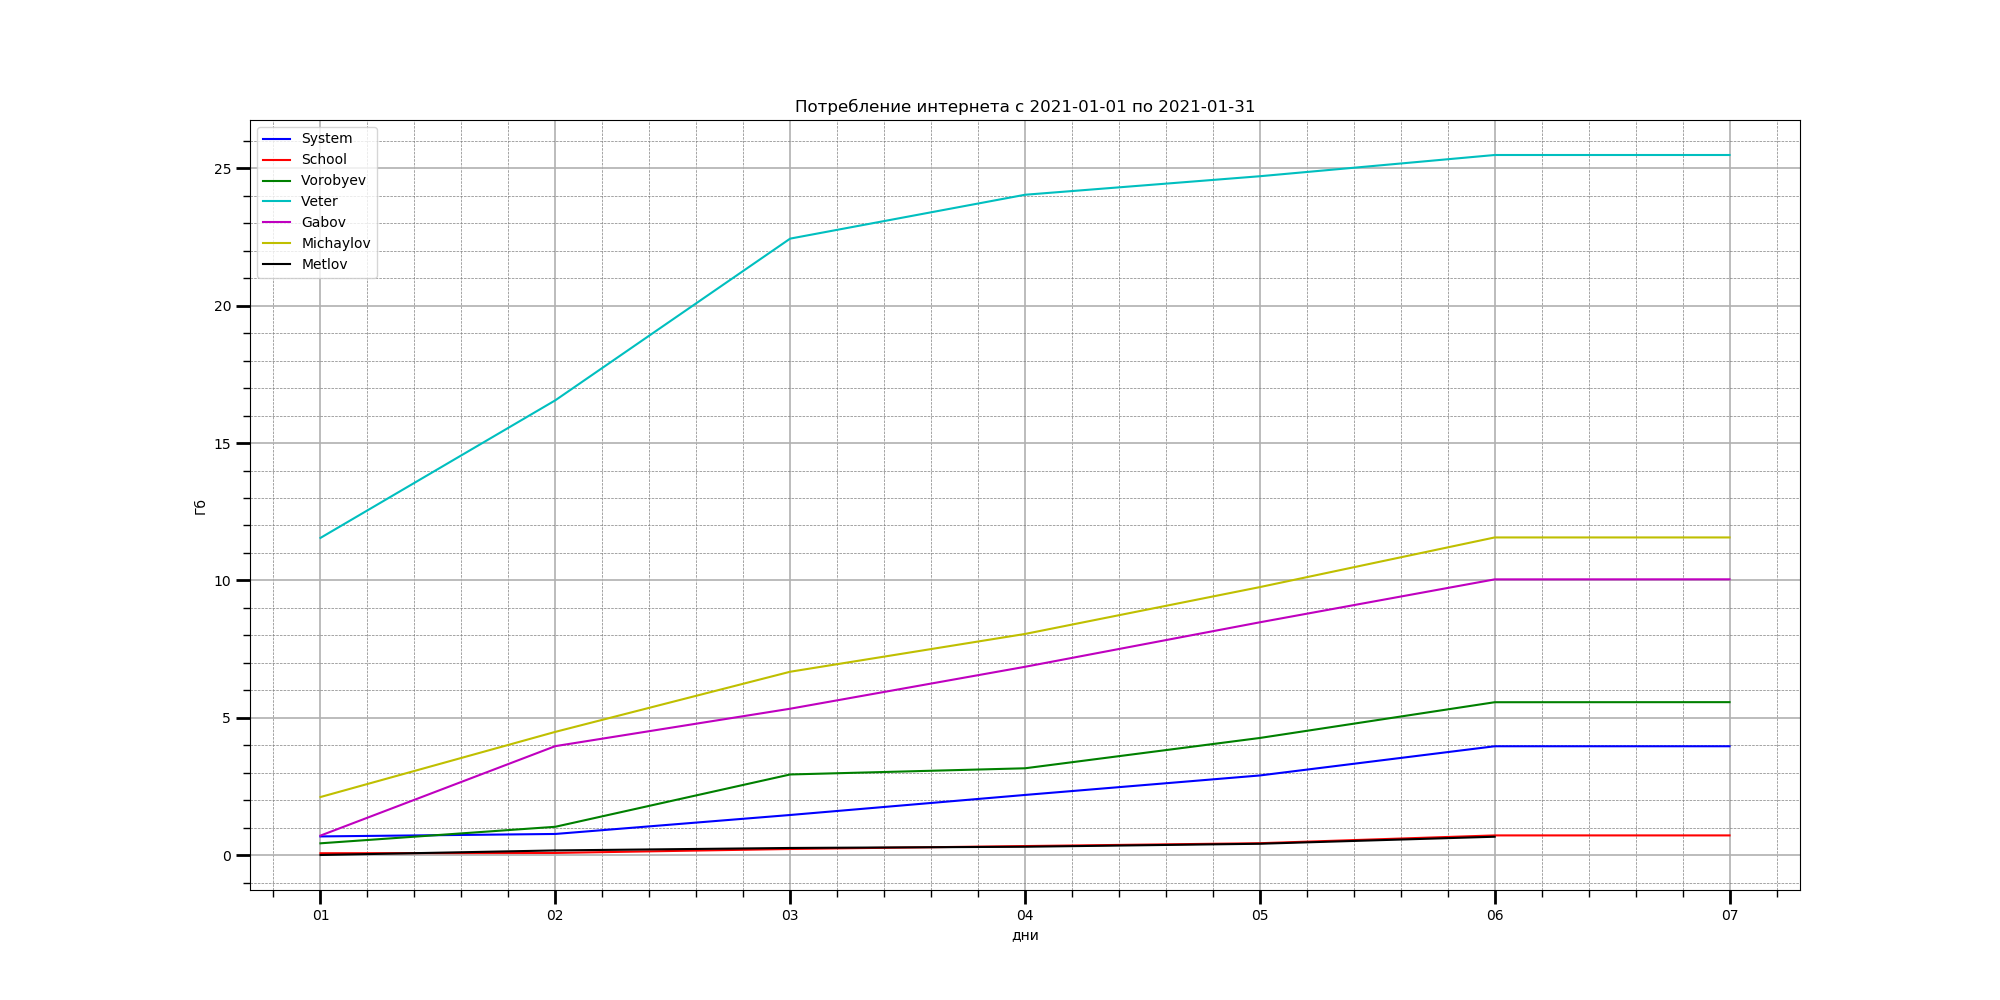 Потребление интернета с 2021-01-01 по 2021-01-31
System
School
Vorobyev
Veter
Gabov
Michaylov
Metlov
25
20
15
10
5
0
Гб
01 02 03 04 05 06 07
дни